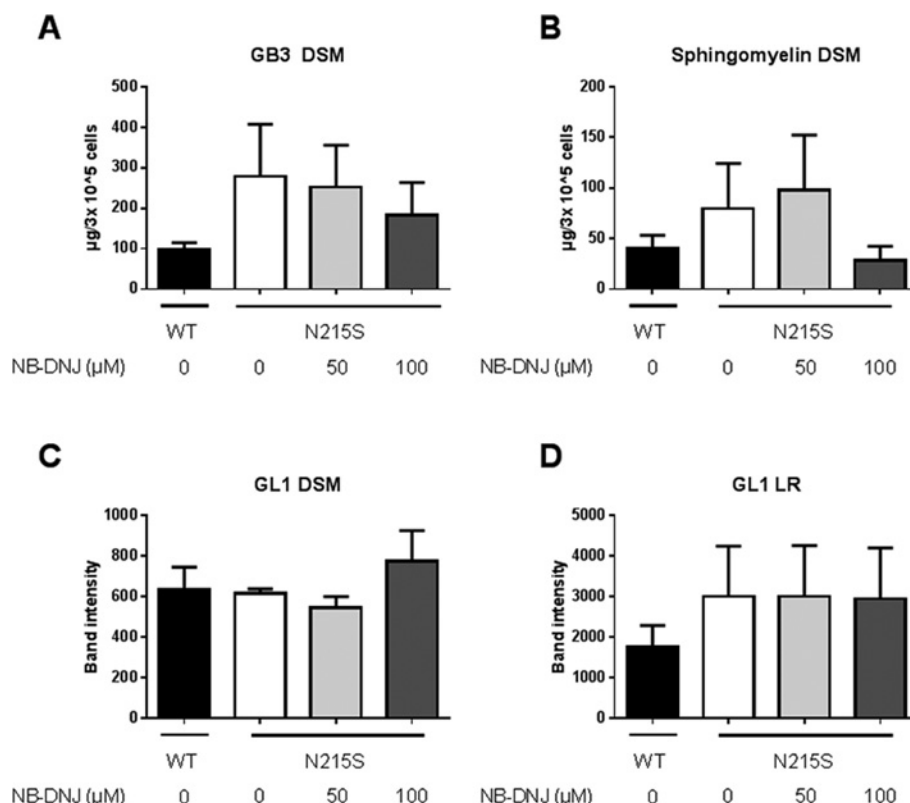 A
GB3 DSM
µg/3x 10^5 cells
500
400
300
200
100
0
WT
N215S
NB-DNJ (µM)
0
0
50
100
B
Sphingomyelin DSM
µg/3x 10^5 cells
200
150
100
50
0
WT
N215S
NB-DNJ (µM)
0
0
50
100
C
GL1 DSM
Band intensity
1000
800
600
400
200
0
WT
N215S
NB-DNJ (µM)
0
0
50
100
D
GL1 LR
Band intensity
5000
4000
3000
2000
1000
0
WT
N215S
NB-DNJ (µM)
0
0
50
100